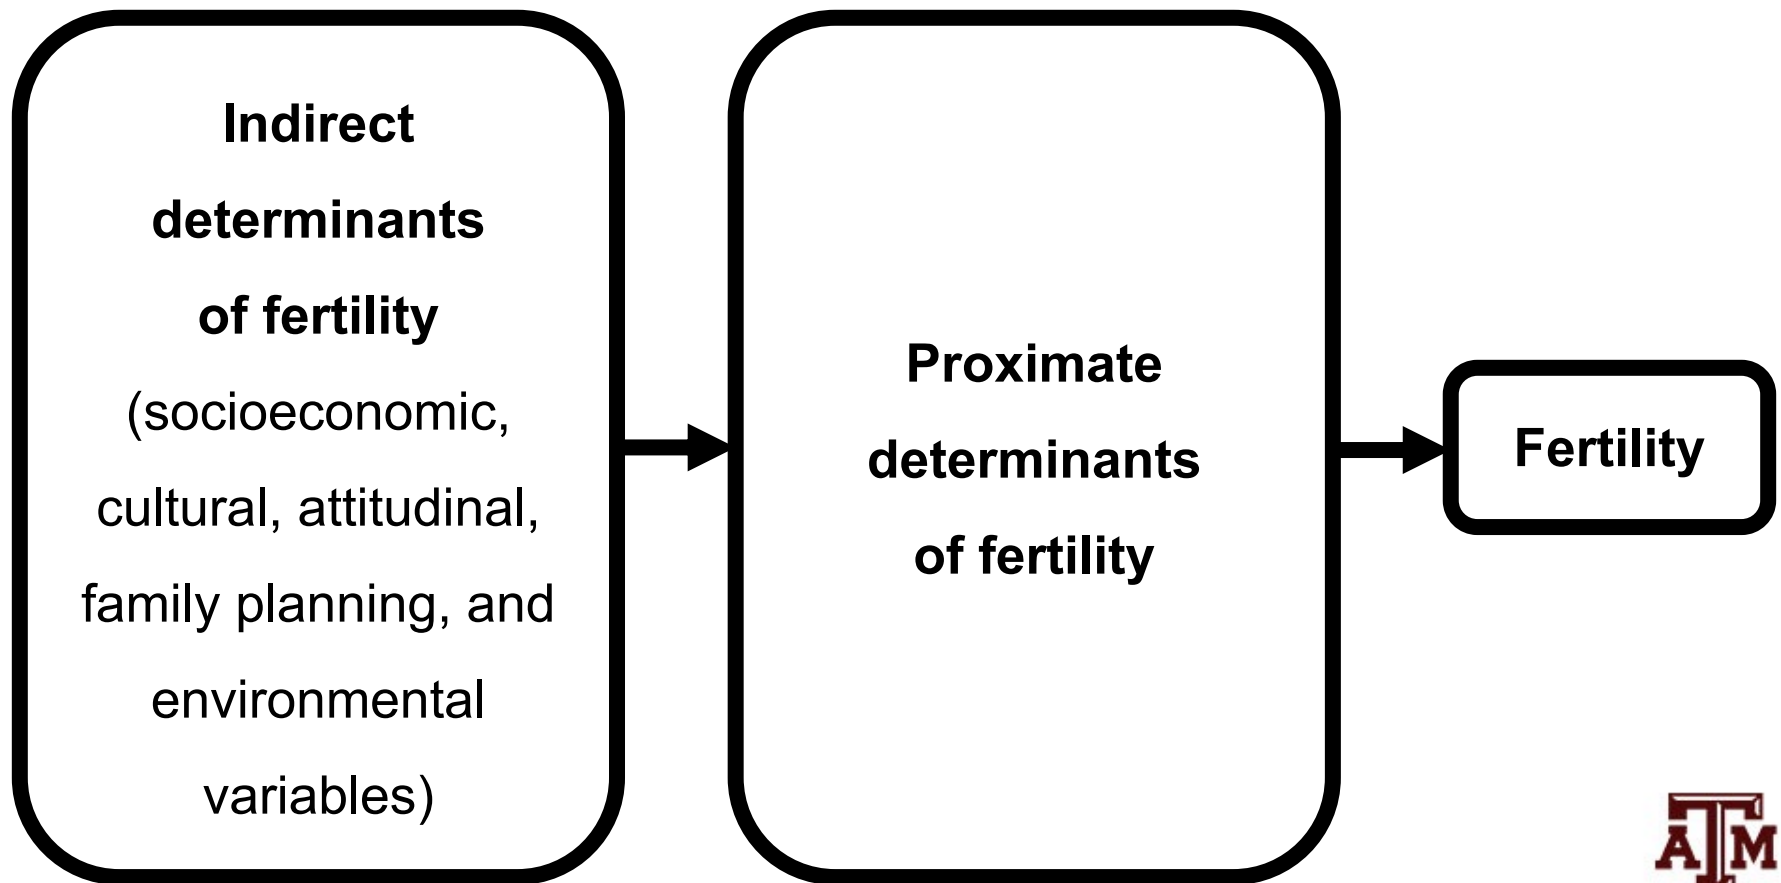 Indirect
determinants
of fertility
(socioeconomic,
cultural, attitudinal,
family planning, and
environmental
variables)
Proximate
determinants
of fertility
Fertility
ATM